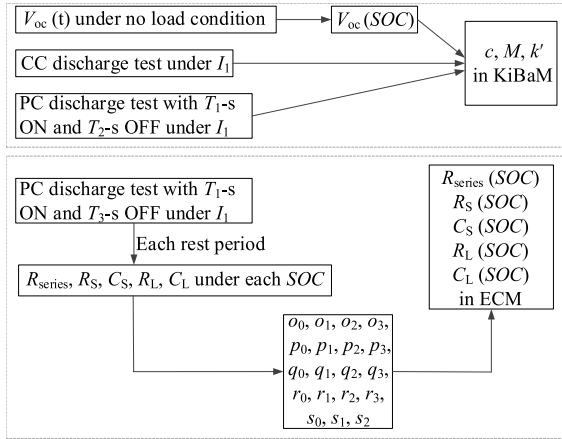 V_oc (t) under no load condition
V_oc (SOC)
CC discharge test under I_1
PC discharge test with T_1-s
ON and T_2-s OFF under I_1
c, M, k'
in KiBaM
PC discharge test with T_1-s
ON and T_3-s OFF under I_1
Each rest period
R_series, R_S, C_S, R_L, C_L under each SOC
o_0, o_1, o_2, o_3,
p_0, p_1, p_2, p_3,
q_0, q_1, q_2, q_3,
r_0, r_1, r_2, r_3,
s_0, s_1, s_2
R_series (SOC)
R_S (SOC)
C_S (SOC)
R_L (SOC)
C_L (SOC)
in ECM